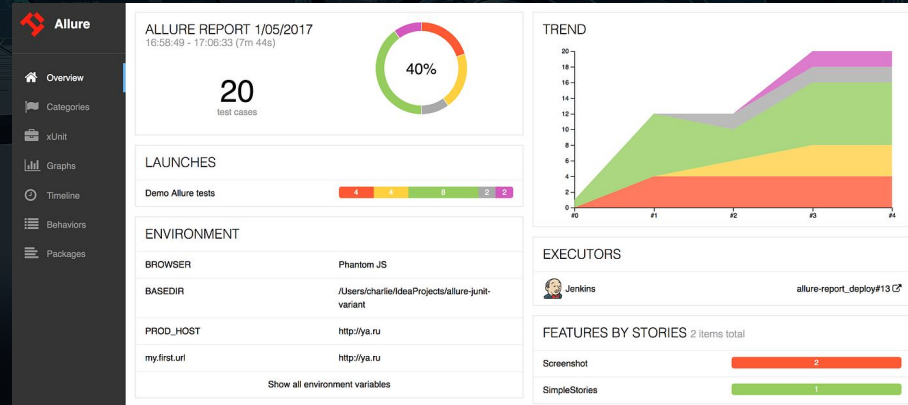 Allure
Overview
Categories
xUnit
Graphs
Timeline
Behaviors
Packages
ALLURE REPORT 1/05/2017
16:58:49 - 17:06:33 (7m 44s)
20
test cases
40%
LAUNCHES
Demo Allure tests
4 4 8 2 2
ENVIRONMENT
BROWSER Phantom JS
BASEDIR /Users/charlie/IdeaProjects/allure-junit-
variant
PROD_HOST http://ya.ru
my.first.url http://ya.ru
Show all environment variables
TREND
20
18
16
14
12
10
8
6
4
2
0
#0 #1 #2 #3 #4
EXECUTORS
Jenkins allure-report_deploy#13
FEATURES BY STORIES 2 items total
Screenshot 2
SimpleStories 1